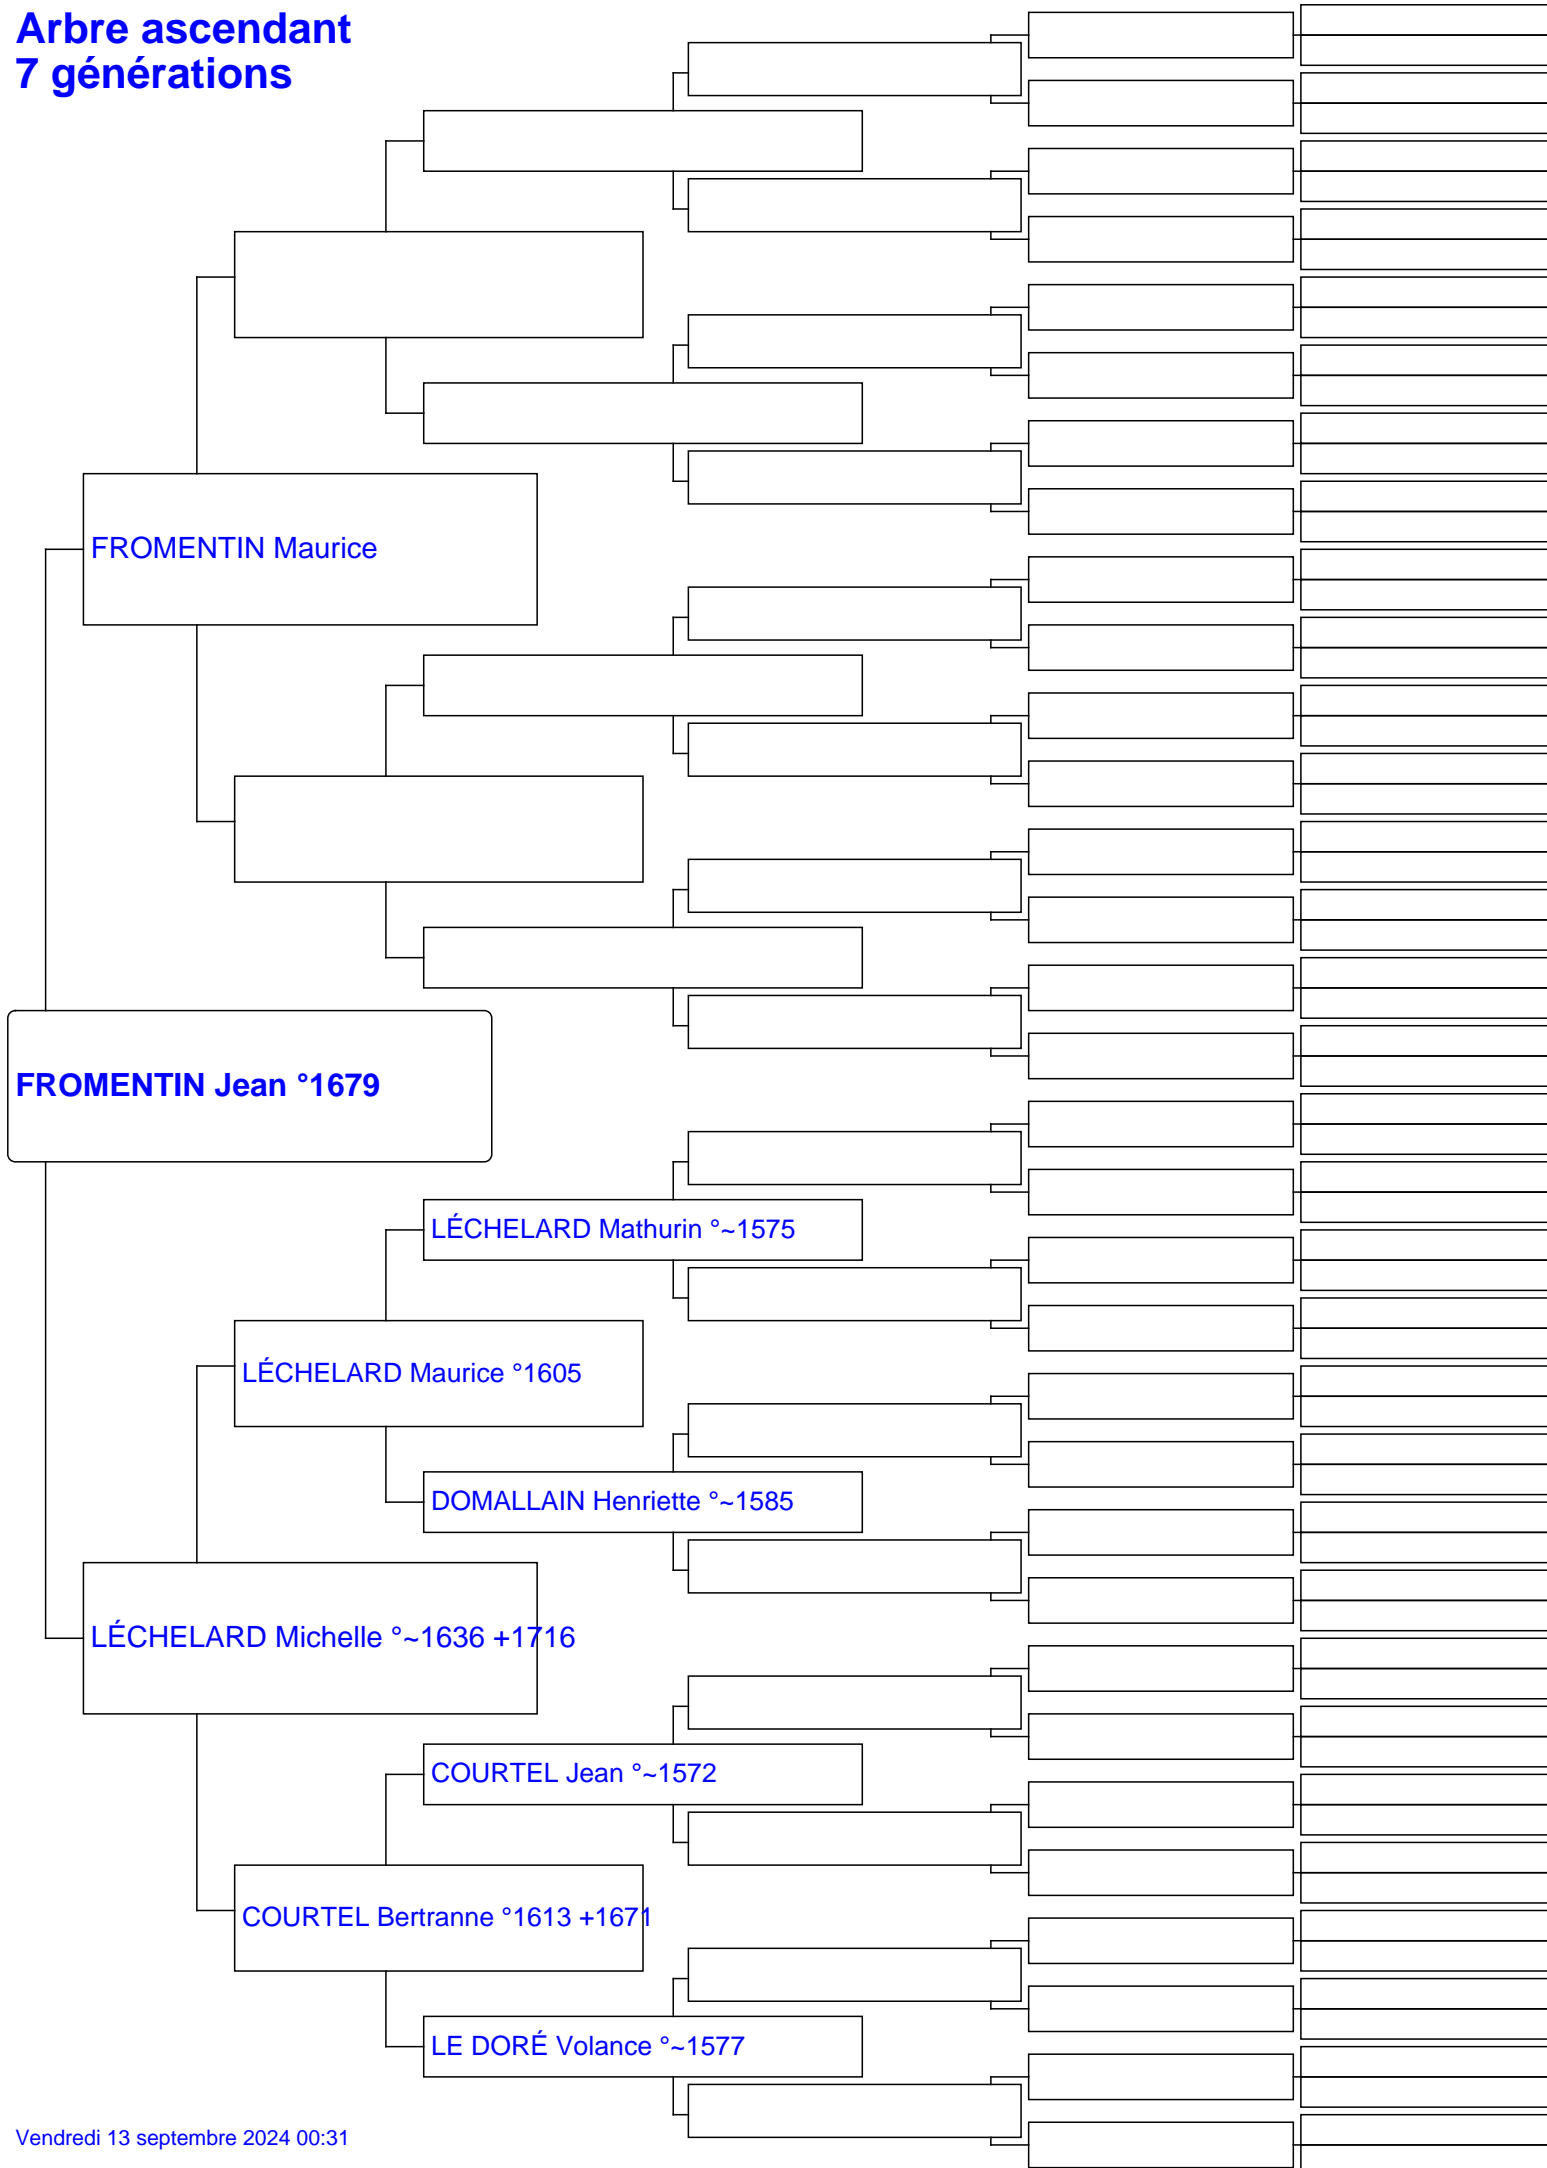 Arbre ascendant
7 générations
FROMENTIN Maurice
FROMENTIN Jean °1679
LÉCHELARD Mathurin °~1575
LÉCHELARD Maurice °1605
DOMALLAIN Henriette °~1585
LÉCHELARD Michelle °~1636 +1716
COURTEL Jean °~1572
COURTEL Bertranne °1613 +1671
LE DORÉ Volance °~1577
Vendredi 13 septembre 2024 00:31